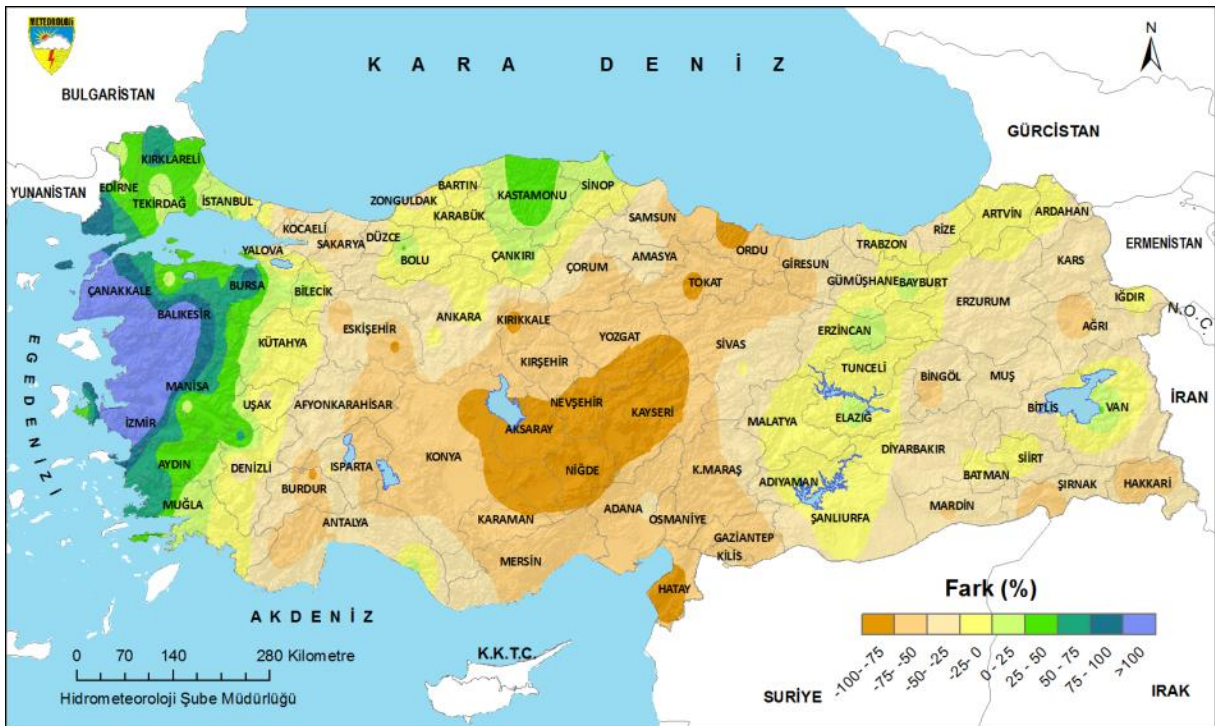 METEOROLOJİ
N
KARA DENİZ
BULGARİSTAN
GÜRCİSTAN
YUNANİSTAN
ERMENİSTAN
N.O.C.
İRAN
EGE DENİZİ
KIRKLARELİ
EDİRNE
TEKİRDAĞ
İSTANBUL
KOCAELİ
SAKARYA
YALOVA
DÜZCE
ZONGULDAK
BARTIN
KARABÜK
KASTAMONU
SİNOP
BOLU
ÇANKIRI
SAMSUN
AMASYA
ÇORUM
ORDU
GİRESUN
TOKAT
TRABZON
RİZE
ARTVİN
ARDAHAN
KARS
GÜMÜŞHANE
BAYBURT
ERZURUM
IĞDIR
AĞRI
ÇANAKKALE
BALIKESİR
BURSA
BİLECİK
ESKİŞEHİR
ANKARA
KIRIKKALE
YOZGAT
SİVAS
ERZİNCAN
TUNCELİ
BİNGÖL
MUŞ
BİTLİS
VAN
KÜTAHYA
MANİSA
UŞAK
AFYONKARAHİSAR
KIRŞEHİR
NEVŞEHİR
KAYSERİ
MALATYA
ELAZIĞ
DİYARBAKIR
İZMİR
AYDIN
DENİZLİ
ISPARTA
BURDUR
KONYA
AKSARAY
NİĞDE
K.MARAŞ
ADIYAMAN
BATMAN
SİİRT
MARDİN
ŞIRNAK
HAKKARİ
MUĞLA
ANTALYA
KARAMAN
MERSİN
ADANA
OSMANİYE
GAZİANTEP
KİLİS
ŞANLIURFA
HATAY
AKDENİZ
K.K.T.C.
SURİYE
IRAK
0 70 140 280 Kilometre
Hidrometeoroloji Şube Müdürlüğü
Fark (%)
-100--75 -75--50 -50--25 -25- 0 0 - 25 25 - 50 50 - 75 75 - 100 >100